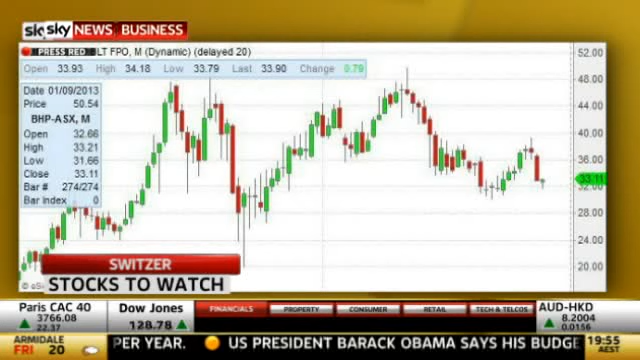 sky sky NEWS BUSINESS
PRESS RED LT FPO, M (Dynamic) (delayed 20)
Open 33.93 High 34.18 Low 33.79 Last 33.90 Change 0.79
Date 01/09/2013
Price 50.54
BHP-ASX, M
Open 32.66
High 33.21
Low 31.66
Close 33.11
Bar # 274/274
Bar Index 0
52.00
48.00
44.00
40.00
36.00
33.11
32.00
28.00
24.00
20.00
SWITZER
STOCKS TO WATCH
Paris CAC 40
3766.08
22.37
Dow Jones
128.78
FINANCIALS PROPERTY CONSUMER RETAIL TECH & TELCOS
AUD-HKD
8.2004
0.0156
ARMIDALE
FRI 20
PER YEAR. US PRESIDENT BARACK OBAMA SAYS HIS BUDGE
19:55
AEST